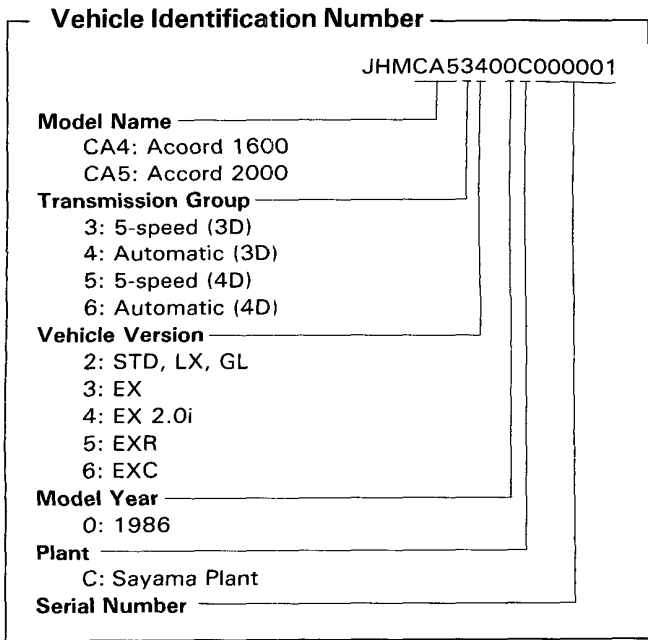 Vehicle Identification Number
JHMCA53400C000001
Model Name
CA4: Acoord 1600
CA5: Accord 2000
Transmission Group
3: 5-speed (3D)
4: Automatic (3D)
5: 5-speed (4D)
6: Automatic (4D)
Vehicle Version
2: STD, LX, GL
3: EX
4: EX 2.0i
5: EXR
6: EXC
Model Year
0: 1986
Plant
C: Sayama Plant
Serial Number